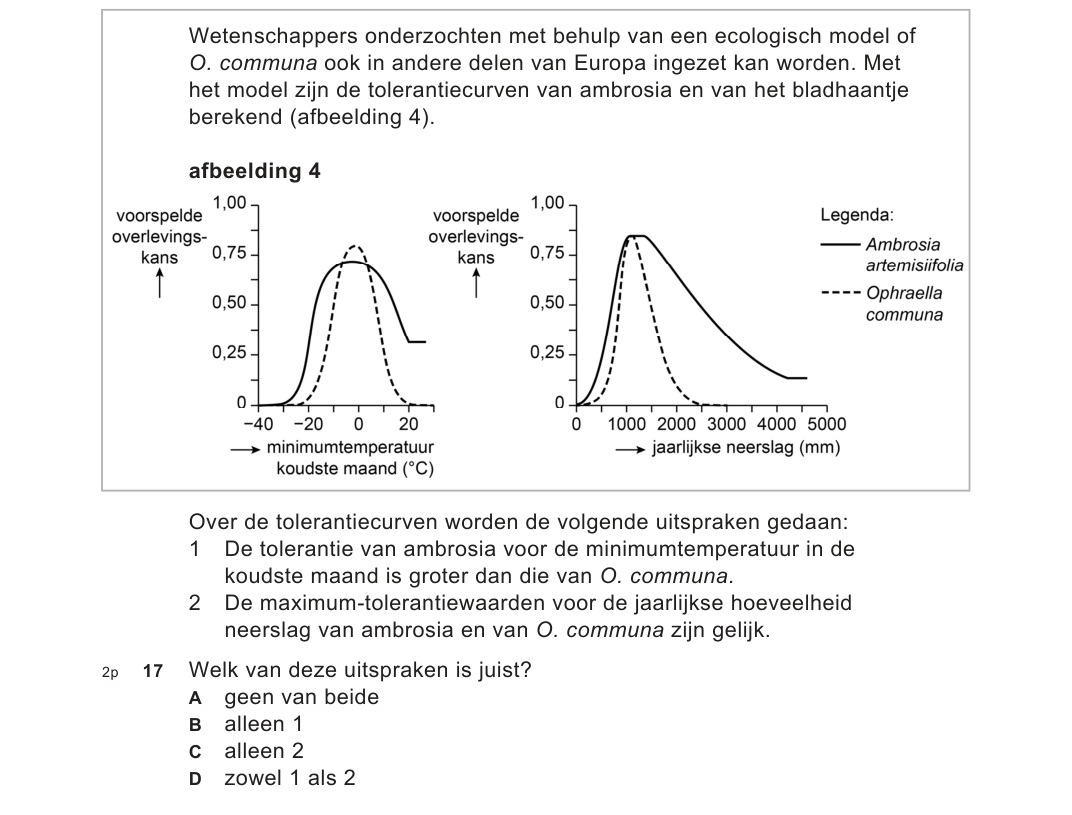 Wetenschappers onderzochten met behulp van een ecologisch model of
O. communa ook in andere delen van Europa ingezet kan worden. Met
het model zijn de tolerantiecurven van ambrosia en van het bladhaantje
berekend (afbeelding 4).
afbeelding 4
voorspelde
overlevings-
kans
1,00
0,75
0,50
0,25
0
−40 −20 0 20
minimumtemperatuur
koudste maand (°C)
voorspelde
overlevings-
kans
1,00
0,75
0,50
0,25
0
0 1000 2000 3000 4000 5000
jaarlijkse neerslag (mm)
Legenda:
Ambrosia
artemisiifolia
Ophraella
communa
Over de tolerantiecurven worden de volgende uitspraken gedaan:
1 De tolerantie van ambrosia voor de minimumtemperatuur in de
koudste maand is groter dan die van O. communa.
2 De maximum-tolerantiewaarden voor de jaarlijkse hoeveelheid
neerslag van ambrosia en van O. communa zijn gelijk.
2p 17 Welk van deze uitspraken is juist?
A geen van beide
B alleen 1
C alleen 2
D zowel 1 als 2